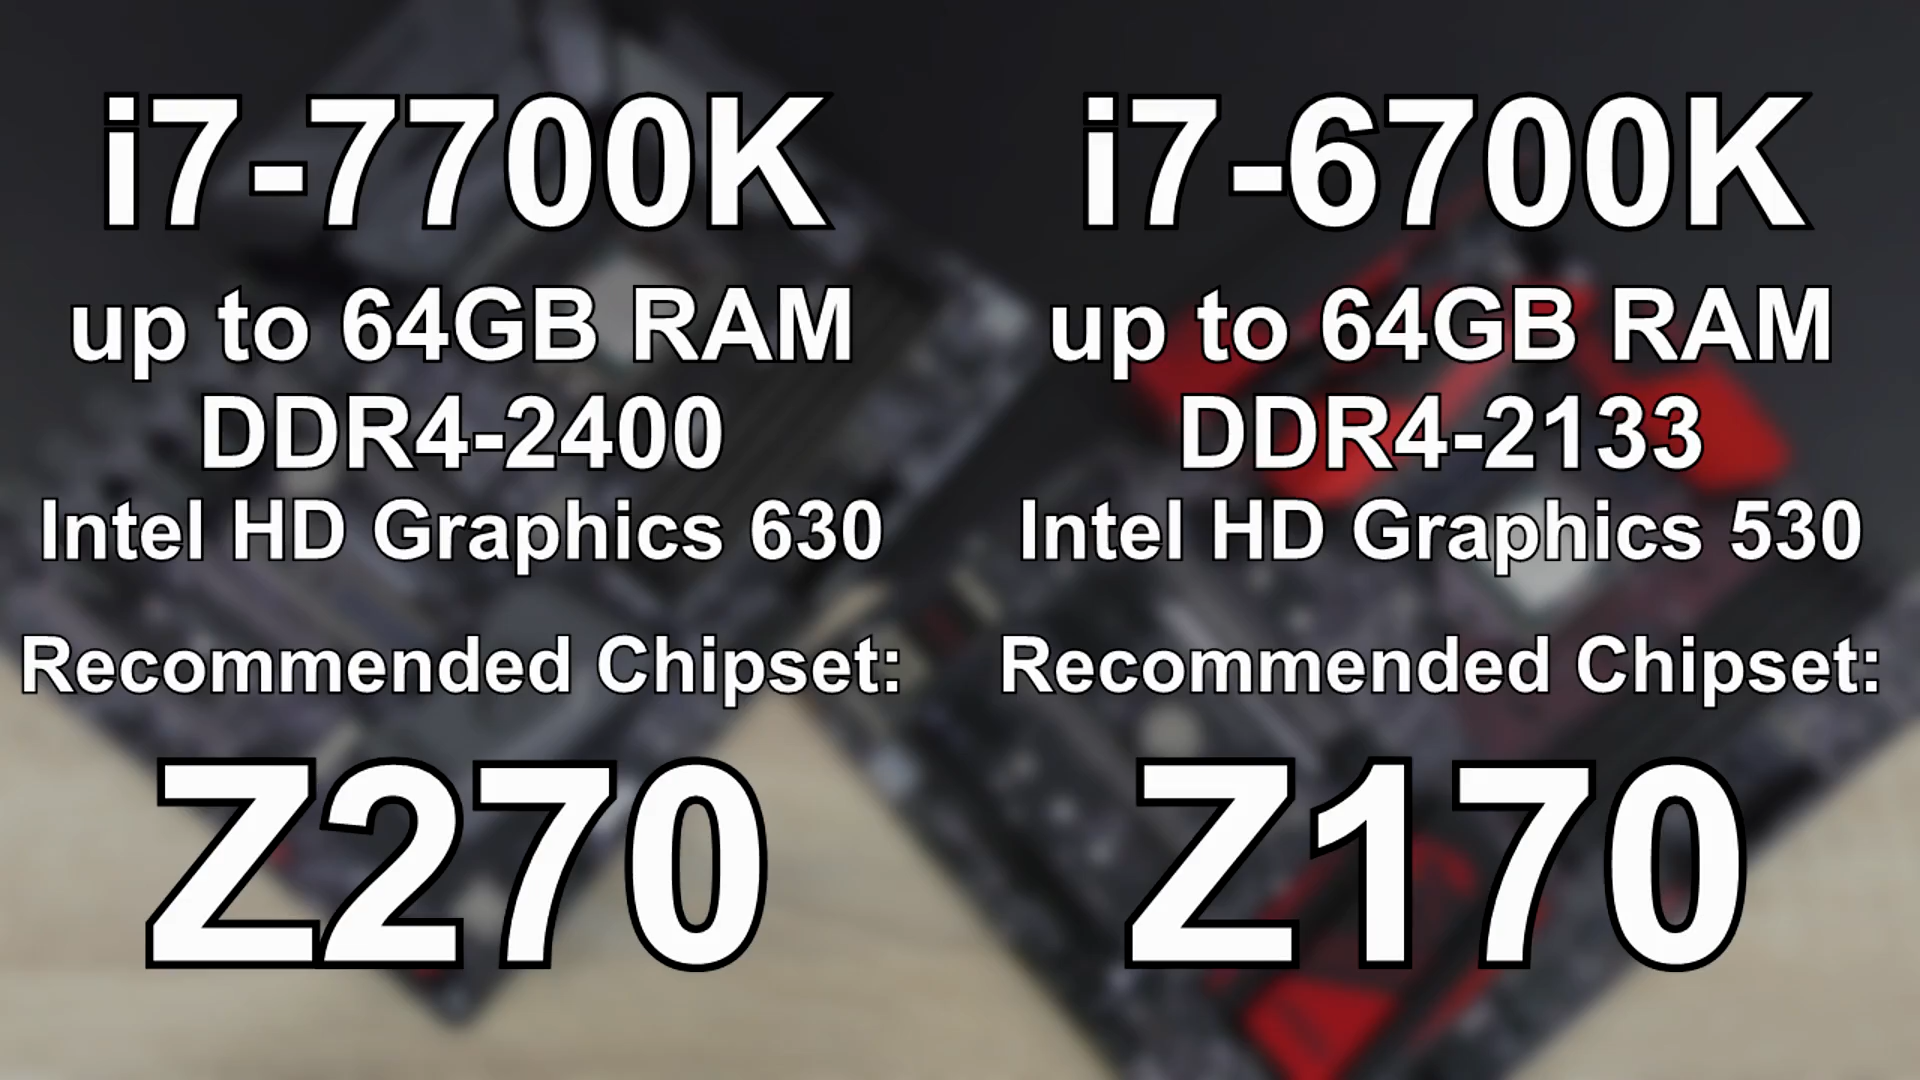 i7-7700K
up to 64GB RAM
DDR4-2400
Intel HD Graphics 630
Recommended Chipset:
Z270
i7-6700K
up to 64GB RAM
DDR4-2133
Intel HD Graphics 530
Recommended Chipset:
Z170